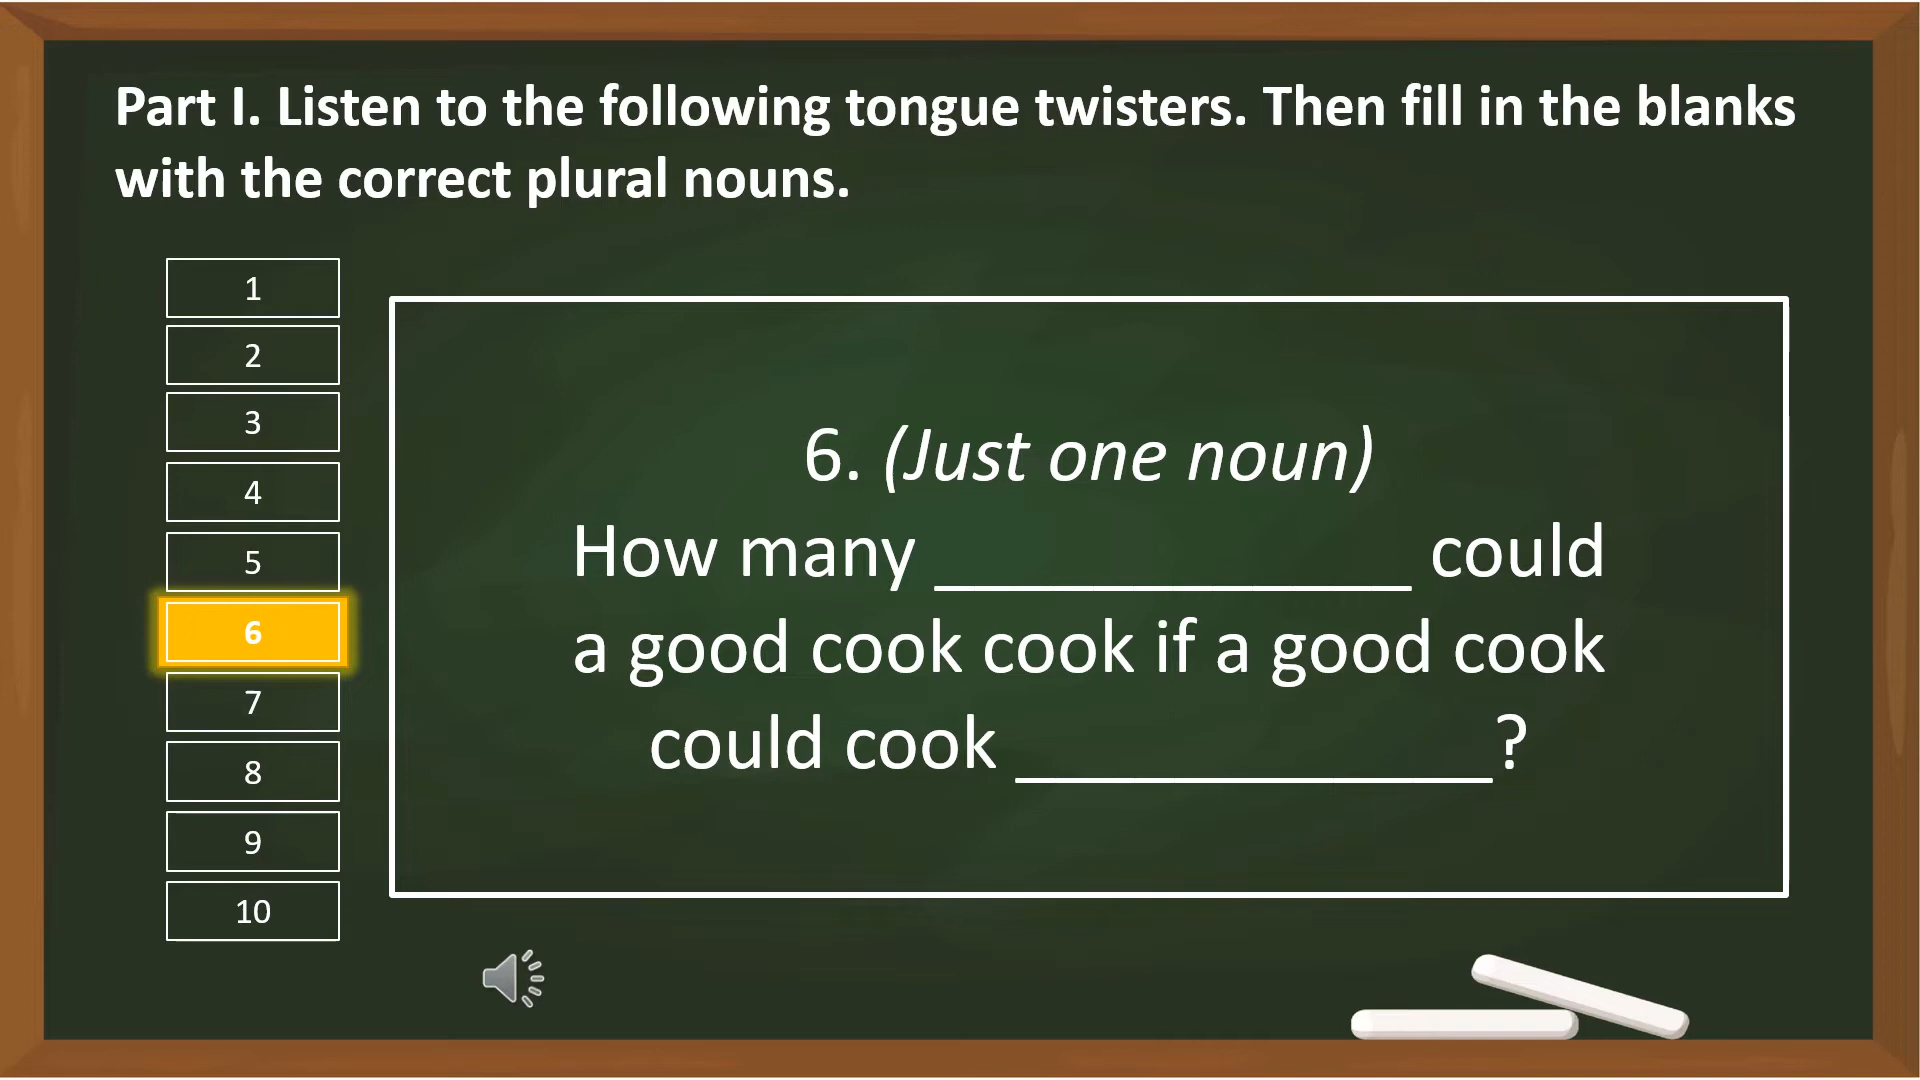 Part I. Listen to the following tongue twisters. Then fill in the blanks
with the correct plural nouns.
1
2
3
4
5
6
7
8
9
10
6. (Just one noun)
How many ____________ could
a good cook cook if a good cook
could cook ____________?